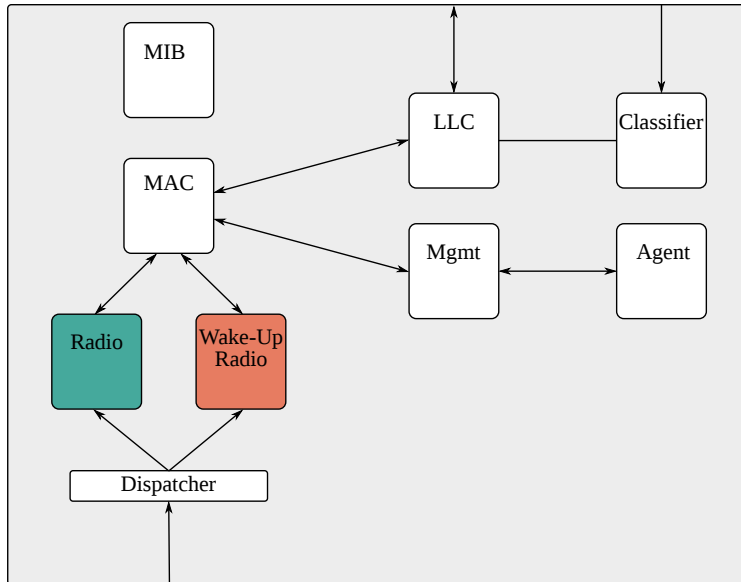 MIB
LLC
Classifier
MAC
Mgmt
Agent
Radio
Wake-Up
Radio
Dispatcher